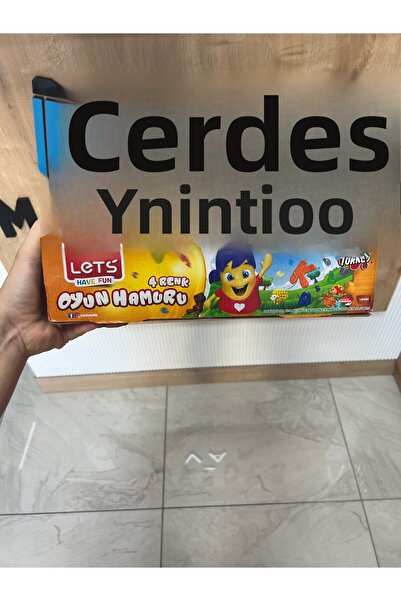 Cerdes
Ynintioo
M
LETS
HAVE FUN
4 RENK
OYUN HAMURU